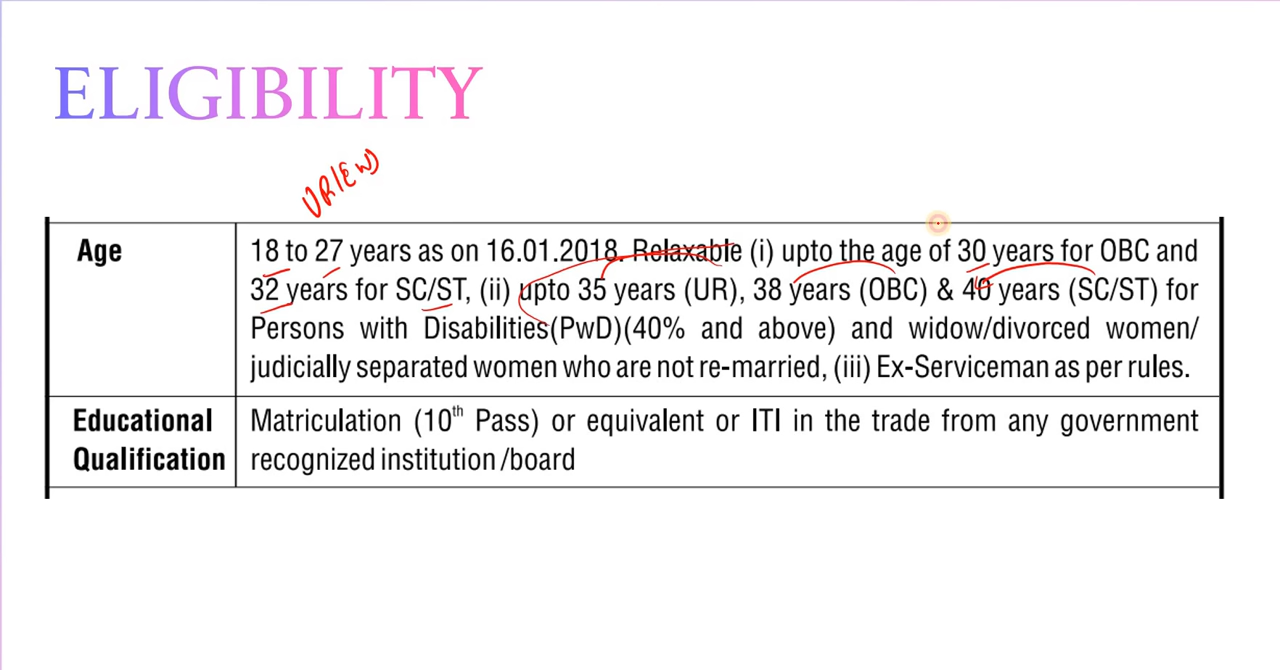 ELIGIBILITY
UR/EWS
Age
18 to 27 years as on 16.01.2018. Relaxable (i) upto the age of 30 years for OBC and
32 years for SC/ST, (ii) upto 35 years (UR), 38 years (OBC) & 40 years (SC/ST) for
Persons with Disabilities(PwD)(40% and above) and widow/divorced women/
judicially separated women who are not re-married, (iii) Ex-Serviceman as per rules.
Educational
Qualification
Matriculation (10th Pass) or equivalent or ITI in the trade from any government
recognized institution /board